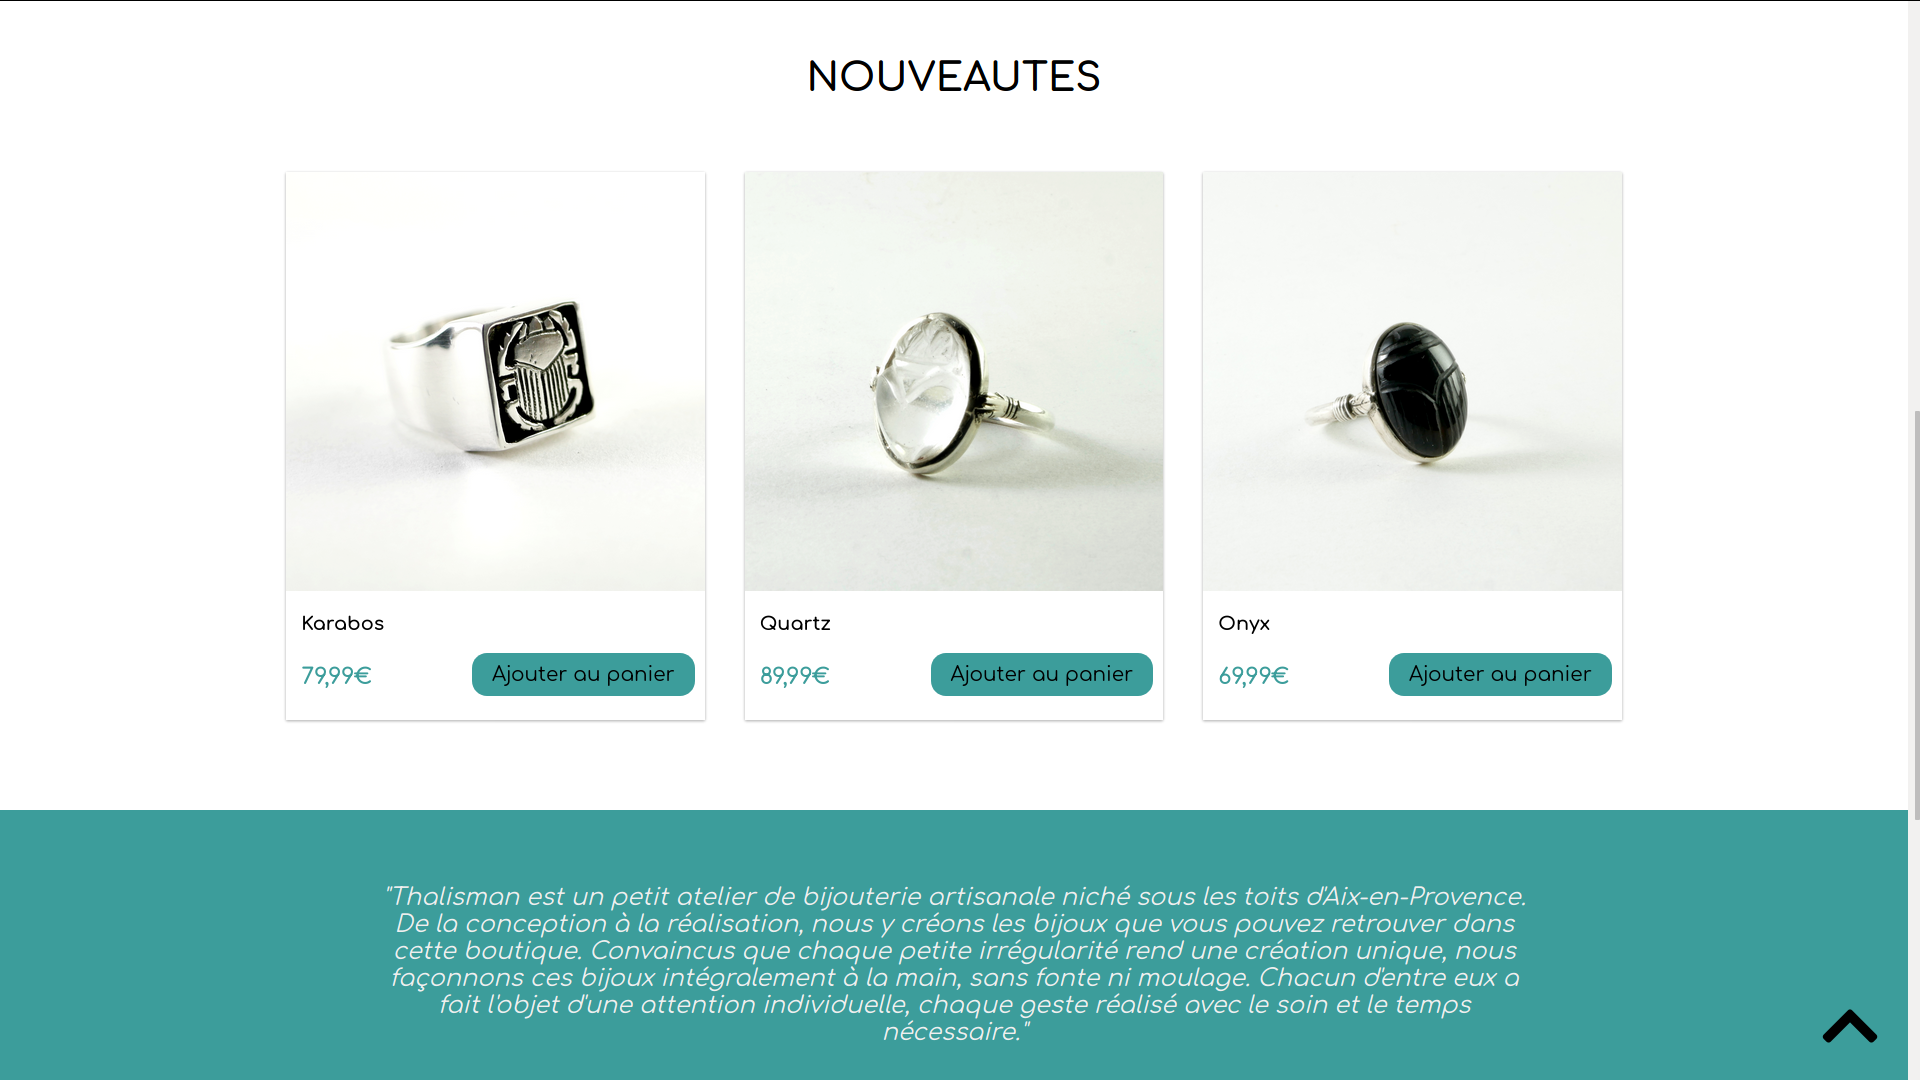 NOUVEAUTES
Karabos
79,99€
Ajouter au panier
Quartz
89,99€
Ajouter au panier
Onyx
69,99€
Ajouter au panier
"Thalisman est un petit atelier de bijouterie artisanale niché sous les toits d'Aix-en-Provence.
De la conception à la réalisation, nous y créons les bijoux que vous pouvez retrouver dans
cette boutique. Convaincus que chaque petite irrégularité rend une création unique, nous
façonnons ces bijoux intégralement à la main, sans fonte ni moulage. Chacun d'entre eux a
fait l'objet d'une attention individuelle, chaque geste réalisé avec le soin et le temps
nécessaire."